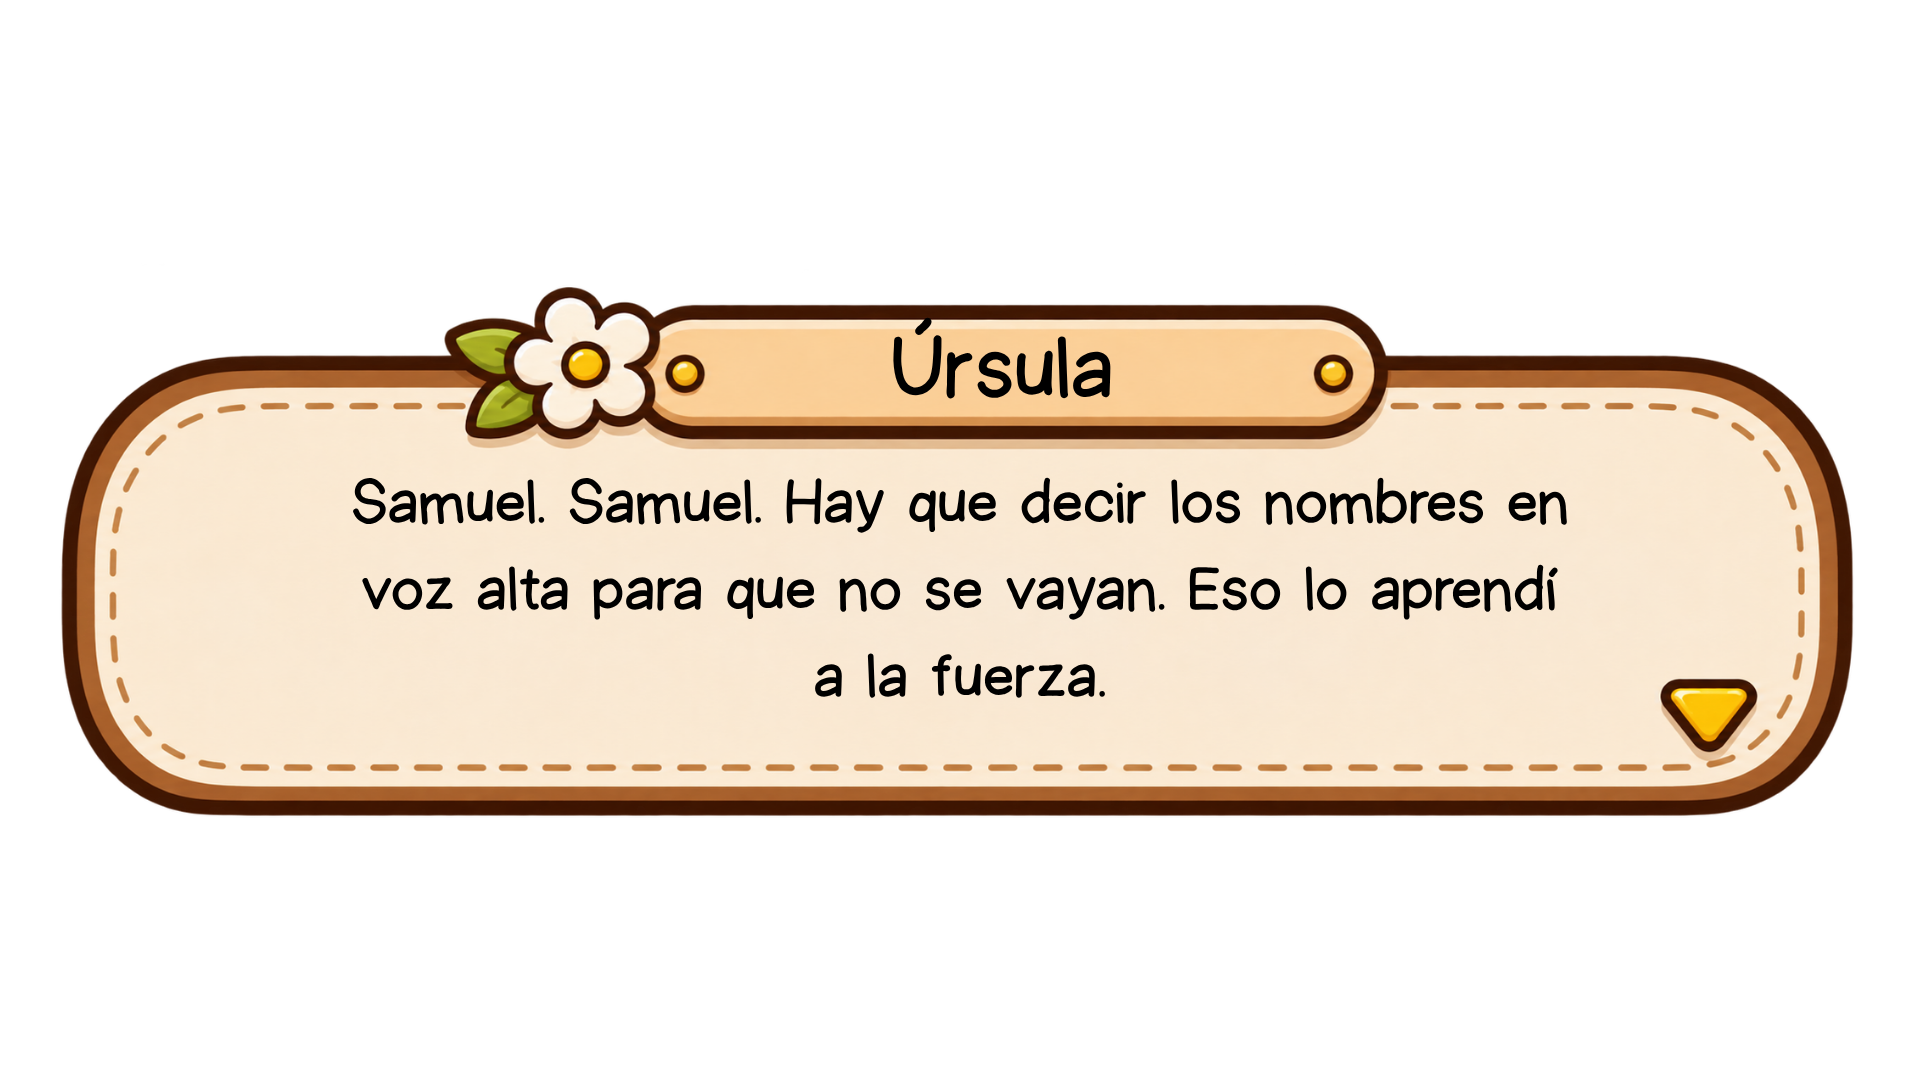 Úrsula
Samuel. Samuel. Hay que decir los nombres en
voz alta para que no se vayan. Eso lo aprendí
a la fuerza.